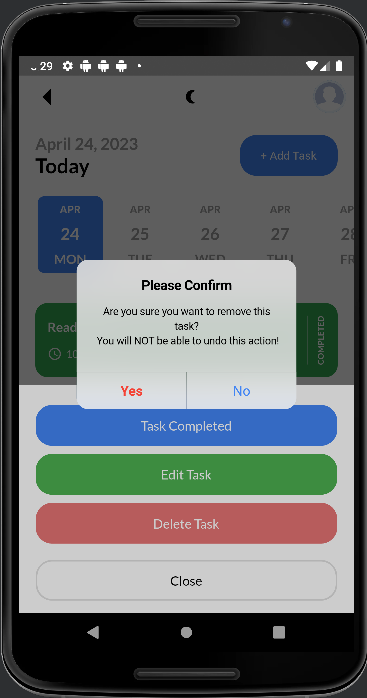 29
April 24, 2023
Today
+ Add Task
APR APR APR APR APR
24 25 26 27 28
MON TUE WED THU FR
Read
10
COMPLETED
Please Confirm
Are you sure you want to remove this
task?
You will NOT be able to undo this action!
Yes No
Task Completed
Edit Task
Delete Task
Close